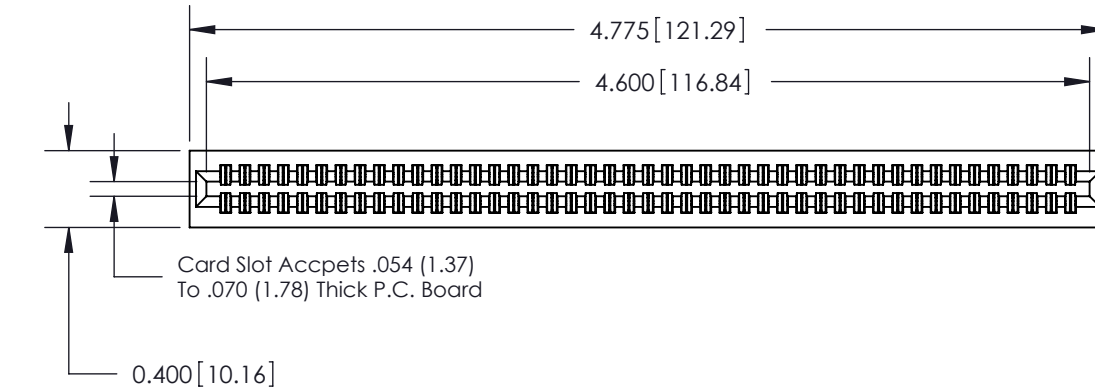 4.775[121.29]
4.600[116.84]
Card Slot Accpets .054 (1.37)
To .070 (1.78) Thick P.C. Board
0.400[10.16]